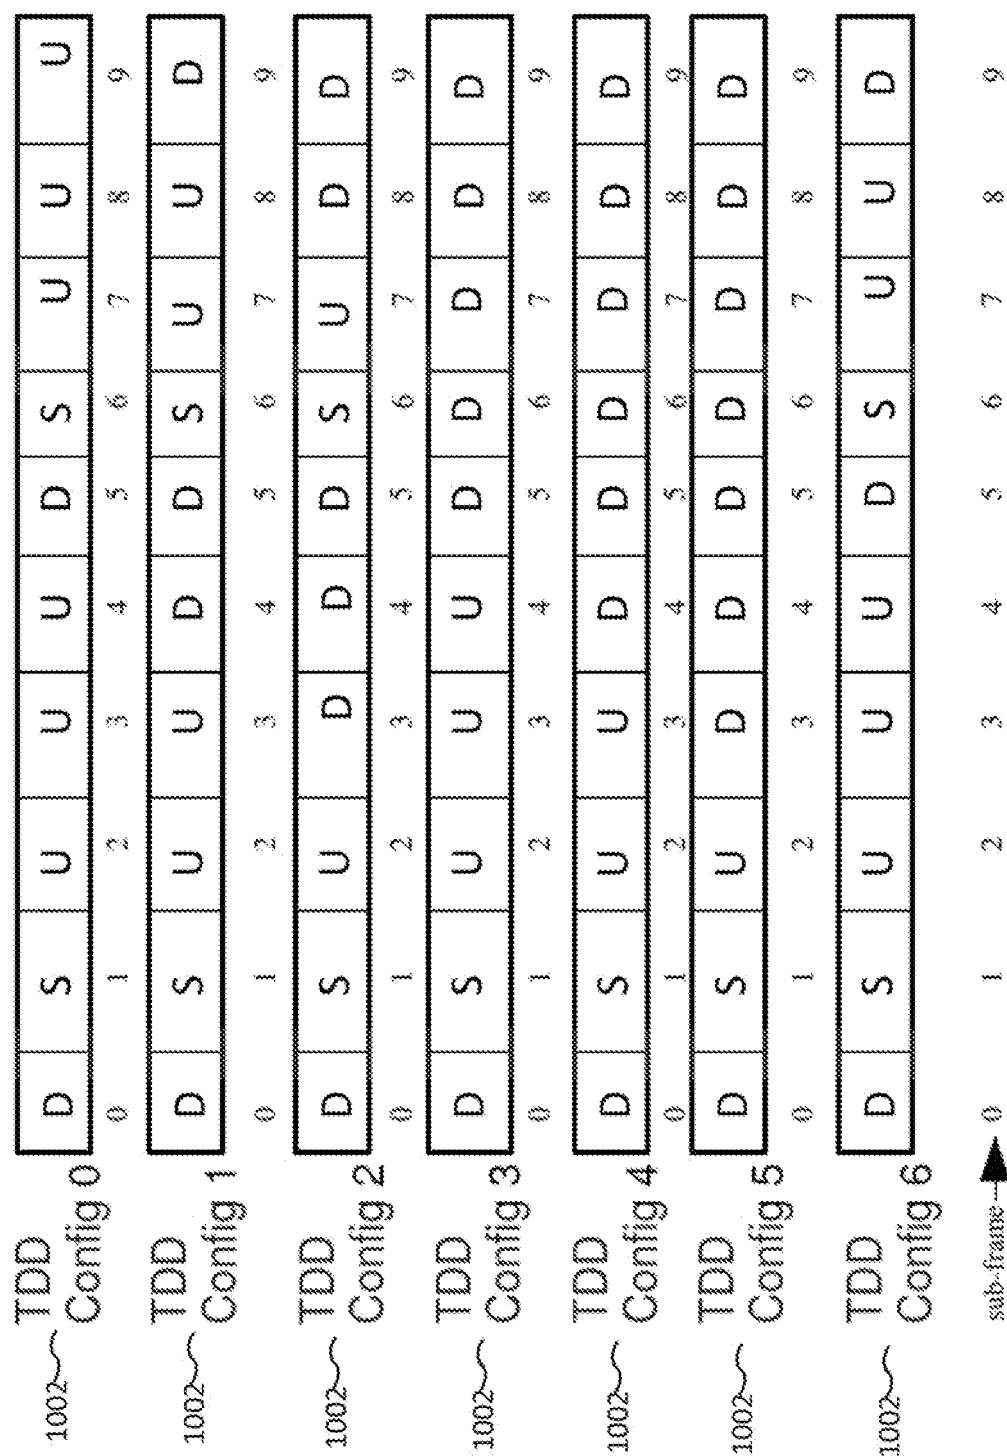 1002 TDD
Config 0
D S U U U D S U U U
0 1 2 3 4 5 6 7 8 9
1002 TDD
Config 1
D S U U D D S U U D
0 1 2 3 4 5 6 7 8 9
1002 TDD
Config 2
D S U D D D S U D D
0 1 2 3 4 5 6 7 8 9
1002 TDD
Config 3
D S U U U D D D D D
0 1 2 3 4 5 6 7 8 9
1002 TDD
Config 4
D S U U D D D D D D
0 1 2 3 4 5 6 7 8 9
1002 TDD
Config 5
D S U D D D D D D D
0 1 2 3 4 5 6 7 8 9
1002 TDD
Config 6
D S U U U D S U U D
sub-frame 0 1 2 3 4 5 6 7 8 9